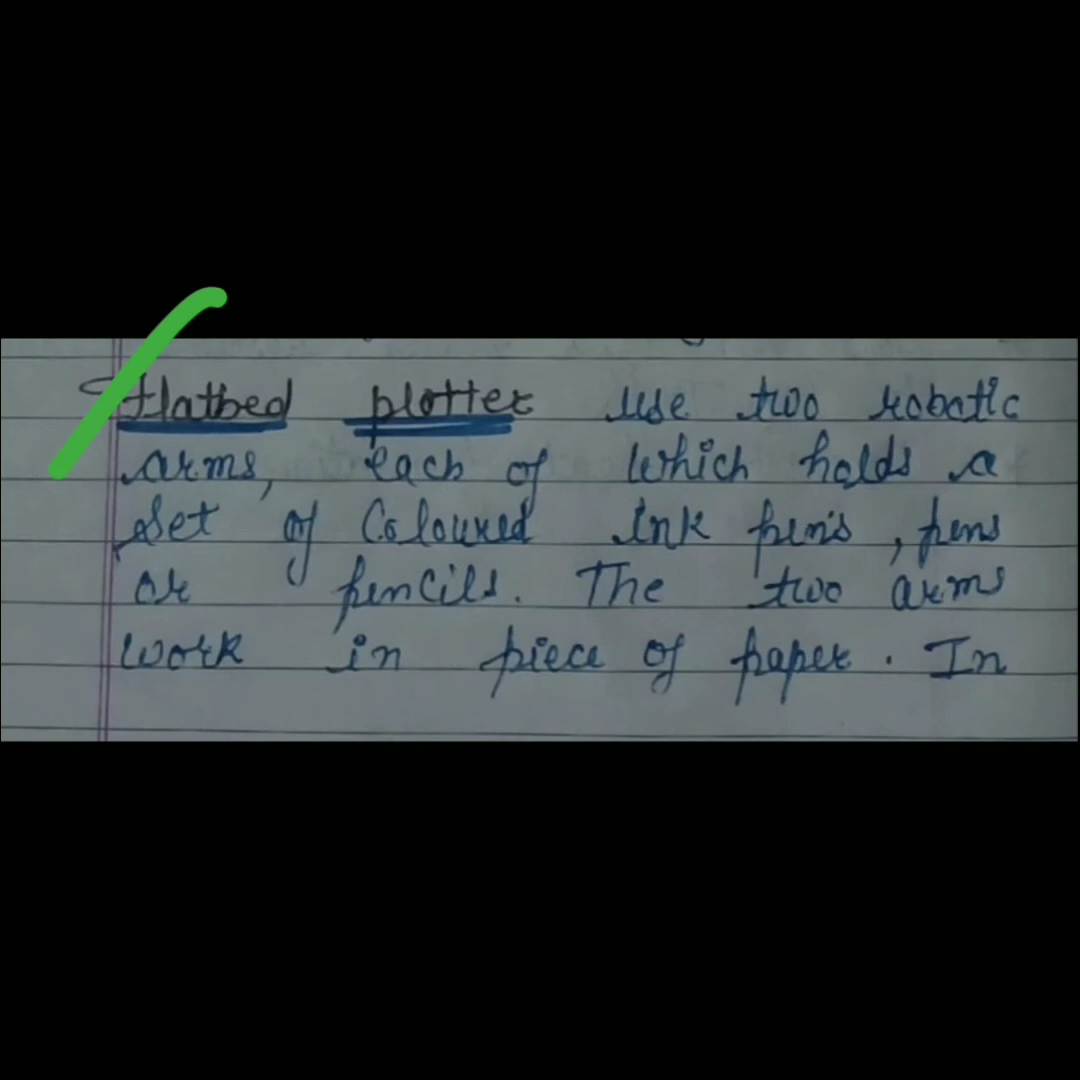 Flatbed plotter use two robotic
arms, each of which holds a
set of Coloured ink pen's, pens
or pencils. The two arms
work in piece of paper. In